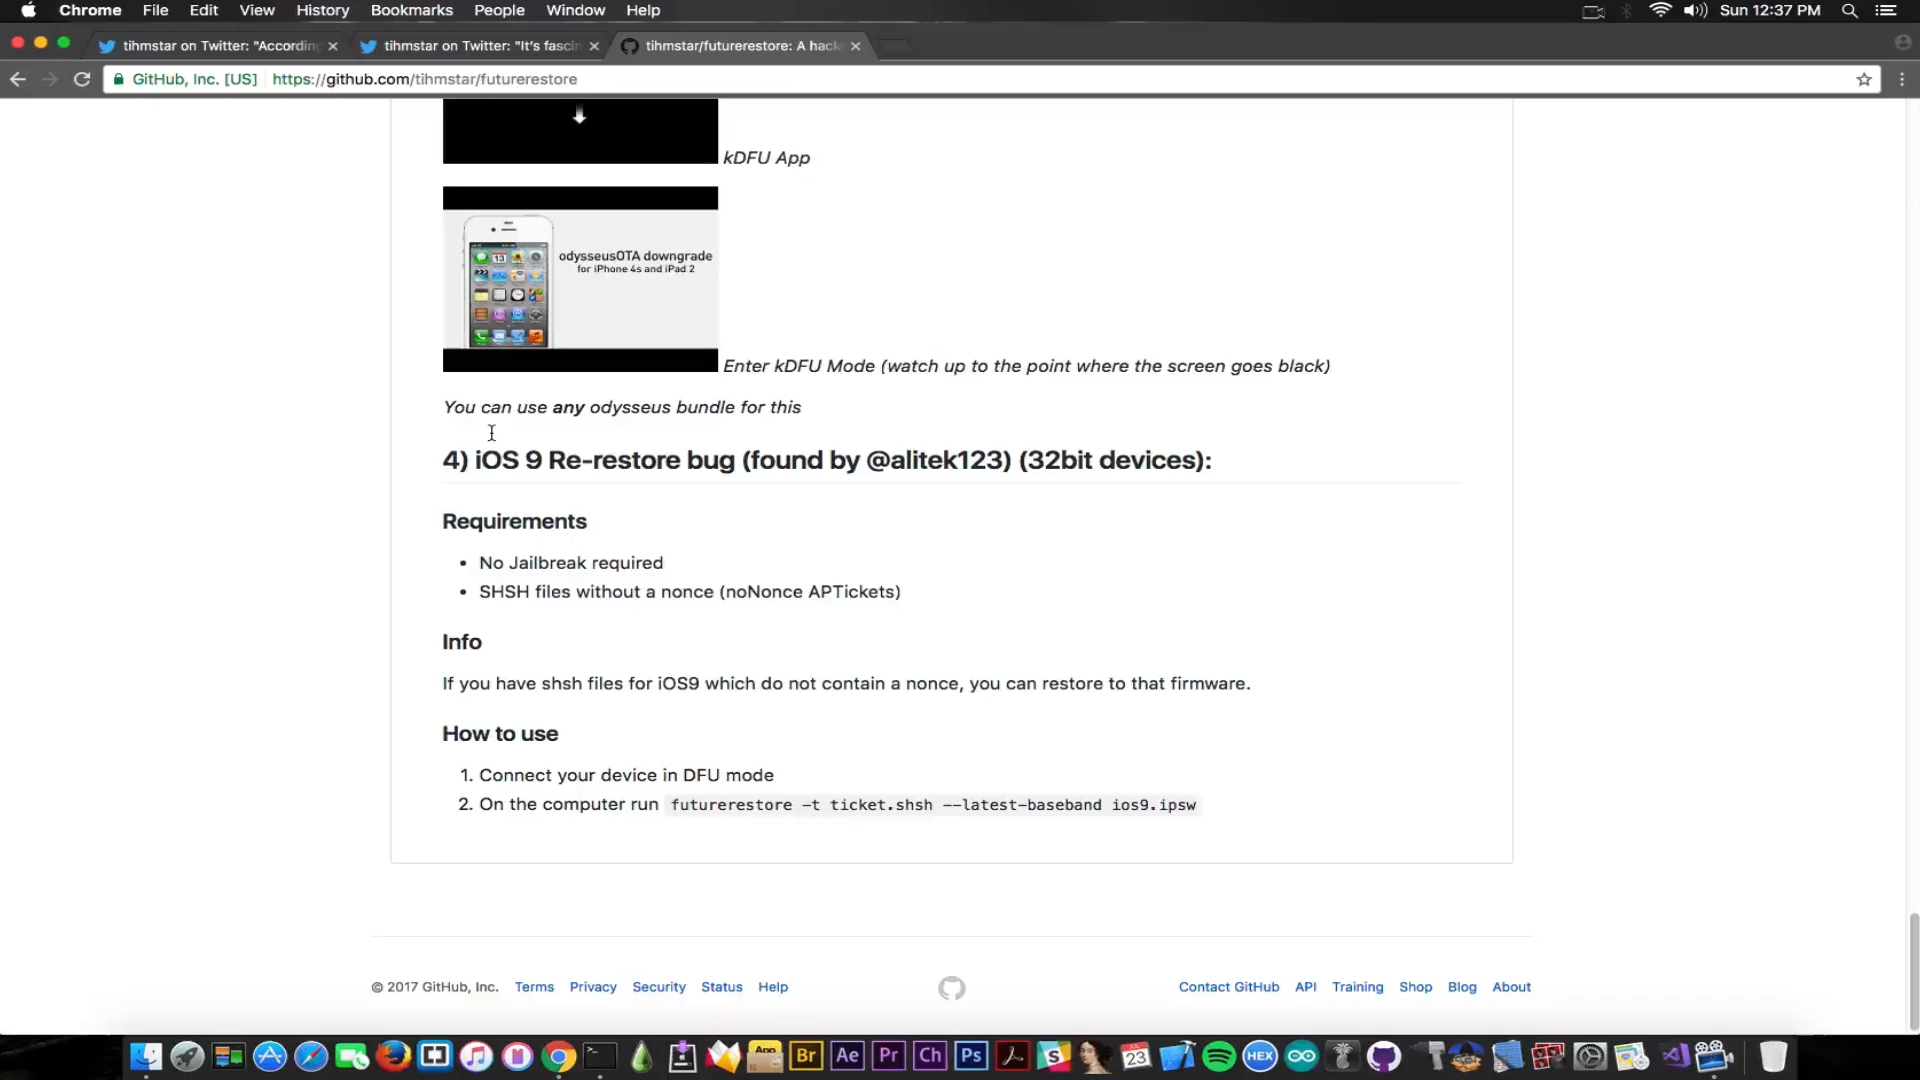 Chrome File Edit View History Bookmarks People Window Help Sun 12:37 PM
tihmstar on Twitter: "Accordin
tihmstar on Twitter: "It's fascin
tihmstar/futurerestore: A hack
GitHub, Inc. [US] https://github.com/tihmstar/futurerestore
kDFU App
odysseusOTA downgrade
for iPhone 4s and iPad 2
Enter kDFU Mode (watch up to the point where the screen goes black)
You can use any odysseus bundle for this
4) iOS 9 Re-restore bug (found by @alitek123) (32bit devices):
Requirements
• No Jailbreak required
• SHSH files without a nonce (noNonce APTickets)
Info
If you have shsh files for iOS9 which do not contain a nonce, you can restore to that firmware.
How to use
1. Connect your device in DFU mode
2. On the computer run futurerestore -t ticket.shsh --latest-baseband ios9.ipsw
© 2017 GitHub, Inc. Terms Privacy Security Status Help
Contact GitHub API Training Shop Blog About
Br Ae Pr Ch Ps 23 HEX